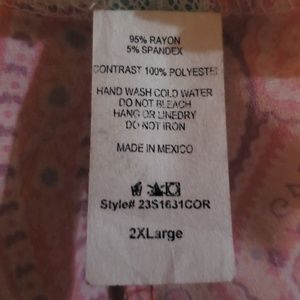 95% RAYON
5% SPANDEX
CONTRAST 100% POLYESTER
HAND WASH COLD WATER
DO NOT BLEACH
HANG OR LINEDRY
DO NOT IRON
MADE IN MEXICO
Style# 23S1631COR
2XLarge